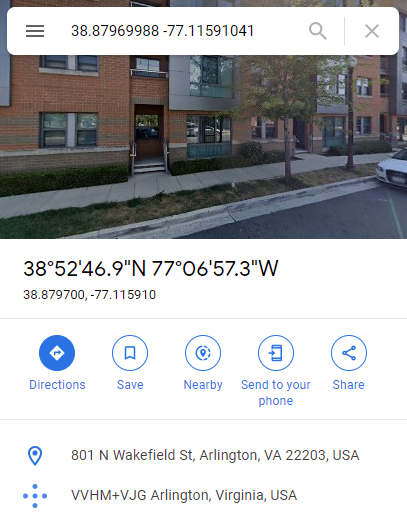 38.87969988 -77.11591041
38°52'46.9"N 77°06'57.3"W
38.879700, -77.115910
Directions
Save
Nearby
Send to your
phone
Share
801 N Wakefield St, Arlington, VA 22203, USA
VVHM+VJG Arlington, Virginia, USA